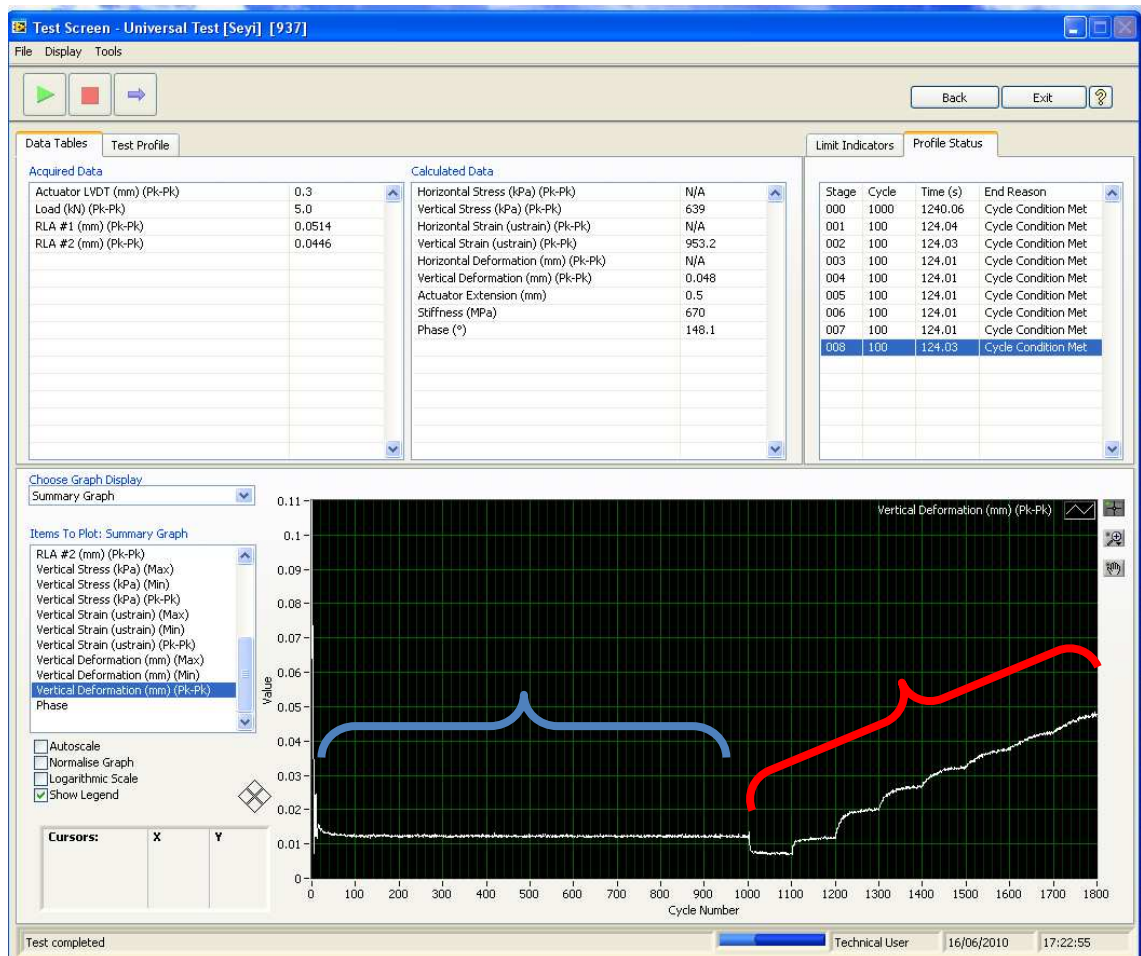 Test Screen - Universal Test [Seyi] [937]
File Display Tools
Back Exit ?
Data Tables Test Profile
Limit Indicators Profile Status
Acquired Data
Actuator LVDT (mm) (Pk-Pk) 0.3
Load (kN) (Pk-Pk) 5.0
RLA #1 (mm) (Pk-Pk) 0.0514
RLA #2 (mm) (Pk-Pk) 0.0446
Calculated Data
Horizontal Stress (kPa) (Pk-Pk) N/A
Vertical Stress (kPa) (Pk-Pk) 639
Horizontal Strain (ustrain) (Pk-Pk) N/A
Vertical Strain (ustrain) (Pk-Pk) 953.2
Horizontal Deformation (mm) (Pk-Pk) N/A
Vertical Deformation (mm) (Pk-Pk) 0.048
Actuator Extension (mm) 0.5
Stiffness (MPa) 670
Phase (°) 148.1
Stage Cycle Time (s) End Reason
000 1000 1240.06 Cycle Condition Met
001 100 124.04 Cycle Condition Met
002 100 124.03 Cycle Condition Met
003 100 124.01 Cycle Condition Met
004 100 124.01 Cycle Condition Met
005 100 124.01 Cycle Condition Met
006 100 124.01 Cycle Condition Met
007 100 124.01 Cycle Condition Met
008 100 124.03 Cycle Condition Met
Choose Graph Display
Summary Graph
Items To Plot: Summary Graph
RLA #2 (mm) (Pk-Pk)
Vertical Stress (kPa) (Max)
Vertical Stress (kPa) (Min)
Vertical Stress (kPa) (Pk-Pk)
Vertical Strain (ustrain) (Max)
Vertical Strain (ustrain) (Min)
Vertical Strain (ustrain) (Pk-Pk)
Vertical Deformation (mm) (Max)
Vertical Deformation (mm) (Min)
Vertical Deformation (mm) (Pk-Pk)
Phase
Autoscale
Normalise Graph
Logarithmic Scale
Show Legend
Cursors: X Y
Vertical Deformation (mm) (Pk-Pk)
Value
0.11
0.1
0.09
0.08
0.07
0.06
0.05
0.04
0.03
0.02
0.01
0
0 100 200 300 400 500 600 700 800 900 1000 1100 1200 1300 1400 1500 1600 1700 1800
Cycle Number
Test completed Technical User 16/06/2010 17:22:55